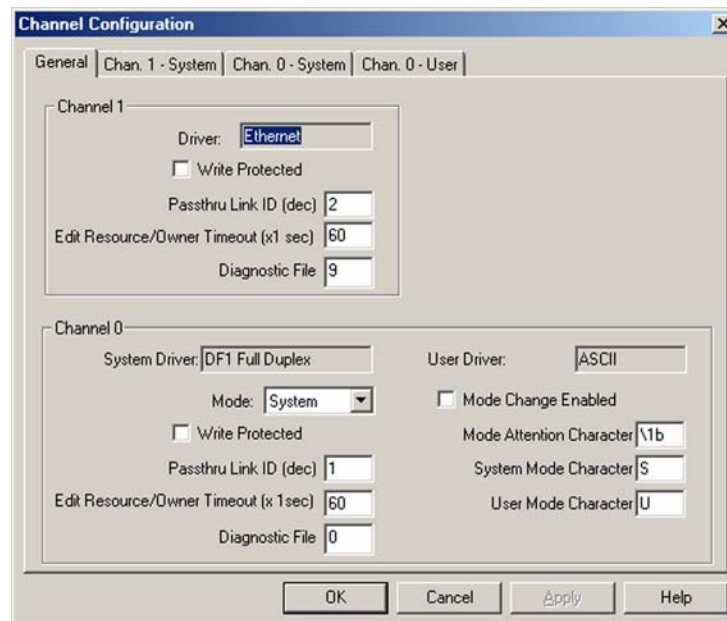 Channel Configuration
General
Chan. 1 - System
Chan. 0 - System
Chan. 0 - User
Channel 1
Driver: Ethernet
Write Protected
Passthru Link ID (dec) 2
Edit Resource/Owner Timeout (x1 sec) 60
Diagnostic File 9
Channel 0
System Driver: DF1 Full Duplex
Mode: System
Write Protected
Passthru Link ID (dec) 1
Edit Resource/Owner Timeout (x 1sec) 60
Diagnostic File 0
User Driver: ASCII
Mode Change Enabled
Mode Attention Character \1b
System Mode Character S
User Mode Character U
OK
Cancel
Apply
Help